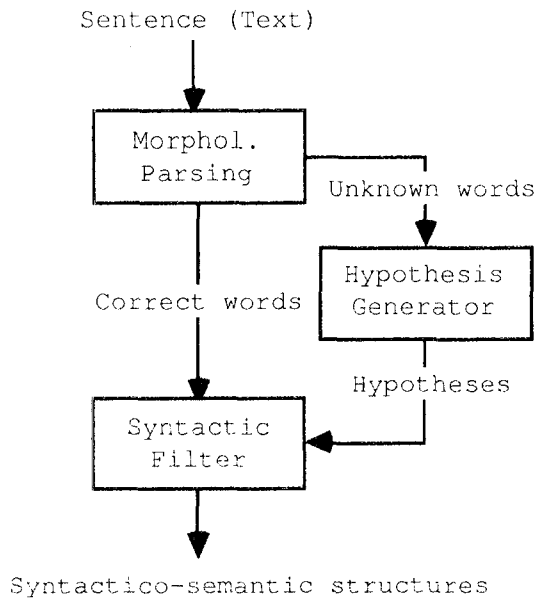 Sentence (Text)
Morphol.
Parsing
Unknown words
Hypothesis
Generator
Correct words
Hypotheses
Syntactic
Filter
Syntactico-semantic structures